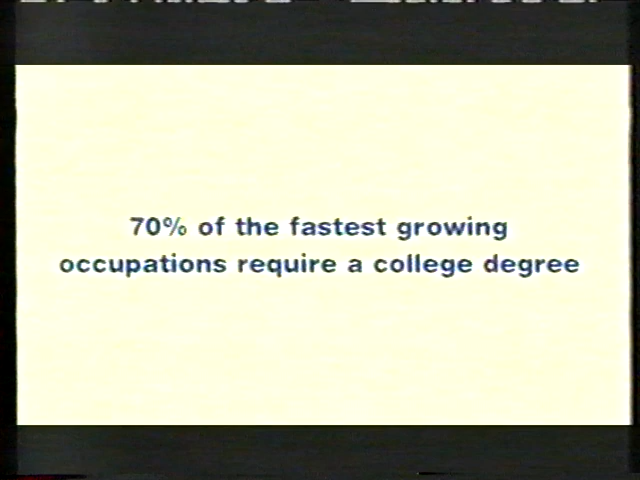 70% of the fastest growing
occupations require a college degree